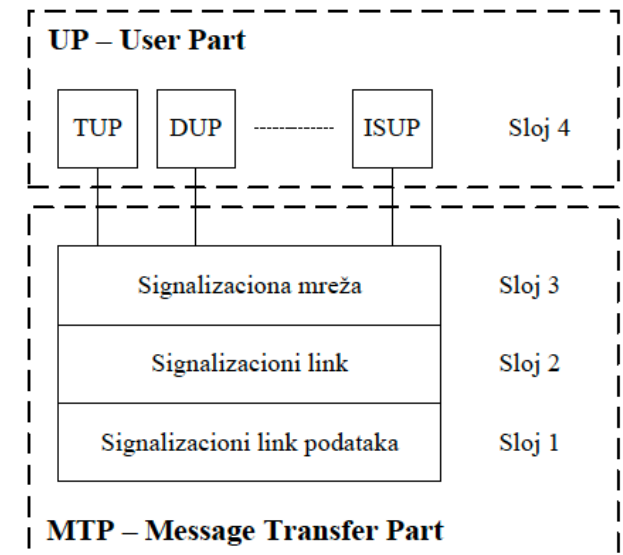 UP – User Part
TUP DUP ISUP Sloj 4
Signalizaciona mreža Sloj 3
Signalizacioni link Sloj 2
Signalizacioni link podataka Sloj 1
MTP – Message Transfer Part